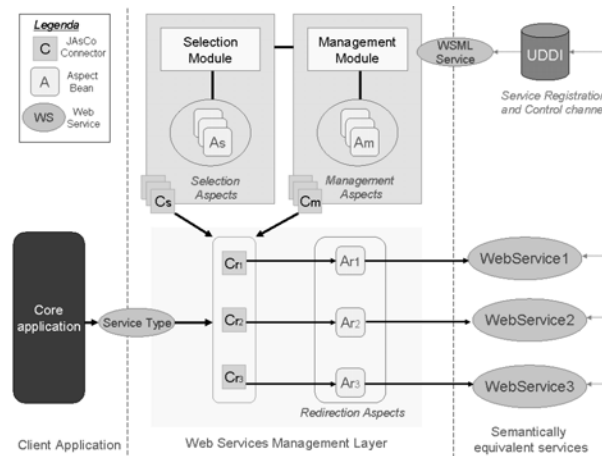 Legenda
C JAsCo Connector
A Aspect Bean
WS Web Service
Selection Module
Management Module
WSML Service
UDDI
Service Registration and Control channel
As
Am
Selection Aspects
Management Aspects
Cs
Cm
Core application
Service Type
Cr1
Ar1
WebService1
Cr2
Ar2
WebService2
Cr3
Ar3
WebService3
Redirection Aspects
Client Application
Web Services Management Layer
Semantically equivalent services